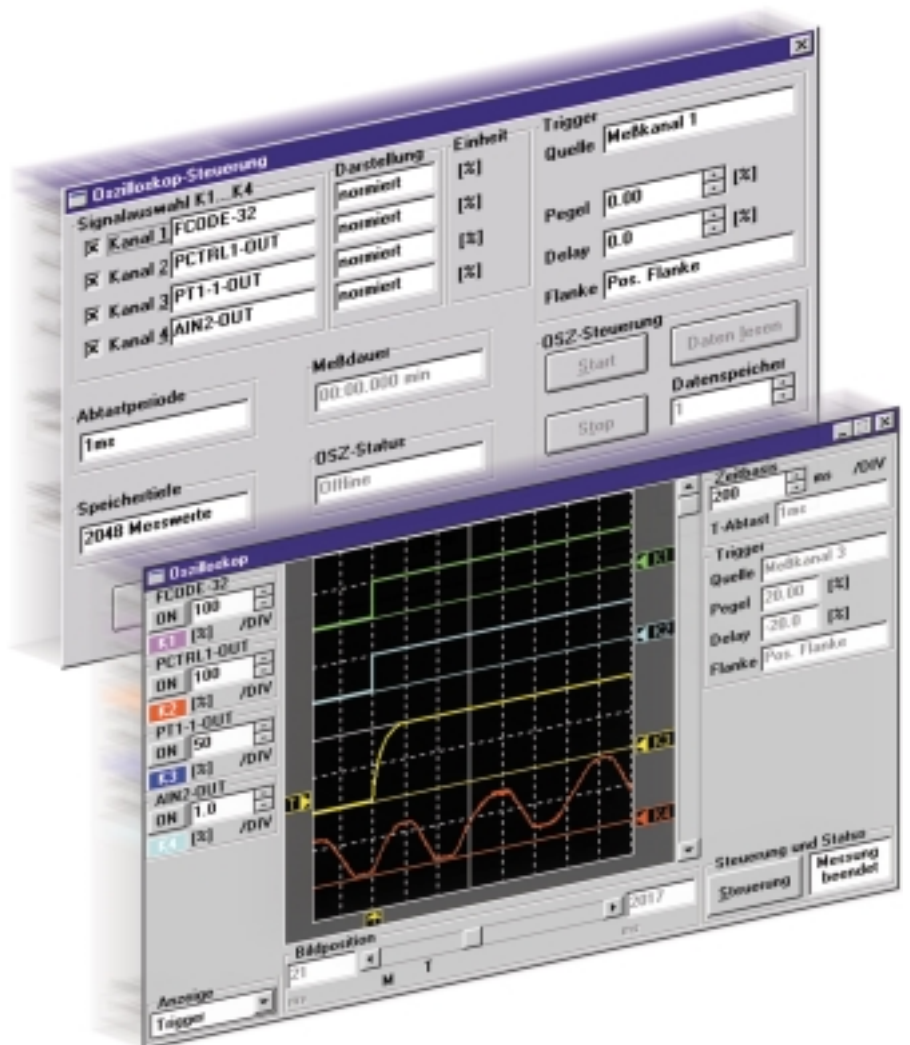 Oszilloskop-Steuerung
Signalauswahl K1...K4
Kanal 1 FCODE-32
Kanal 2 PCTRL1-OUT
Kanal 3 PT1-1-OUT
Kanal 4 AIN2-OUT
Darstellung
normiert
normiert
normiert
normiert
Einheit
[%]
[%]
[%]
[%]
Trigger
Quelle Meßkanal 1
Pegel 0.00 [%]
Delay 0.0 [%]
Flanke Pos. Flanke
Abtastperiode
1ms
Meßdauer
00:00.000 min
Speichertiefe
2048 Messwerte
OSZ-Status
Offline
OSZ-Steuerung
Start
Daten lesen
Stop
Datenspeicher
1
Oszilloskop
FCODE-32
ON 100
K1 [%] /DIV
PCTRL1-OUT
ON 100
K2 [%] /DIV
PT1-1-OUT
ON 50
K3 [%] /DIV
AIN2-OUT
ON 1.0
K4 [%] /DIV
T
K1
K2
K3
K4
Zeitbasis
200 ms /DIV
T-Abtast 1ms
Trigger
Quelle Meßkanal 3
Pegel 20.00 [%]
Delay -20.0 [%]
Flanke Pos. Flanke
Steuerung und Status
Steuerung
Messung
beendet
Bildposition
21
ms
M T
2017
ms
Anzeige
Trigger